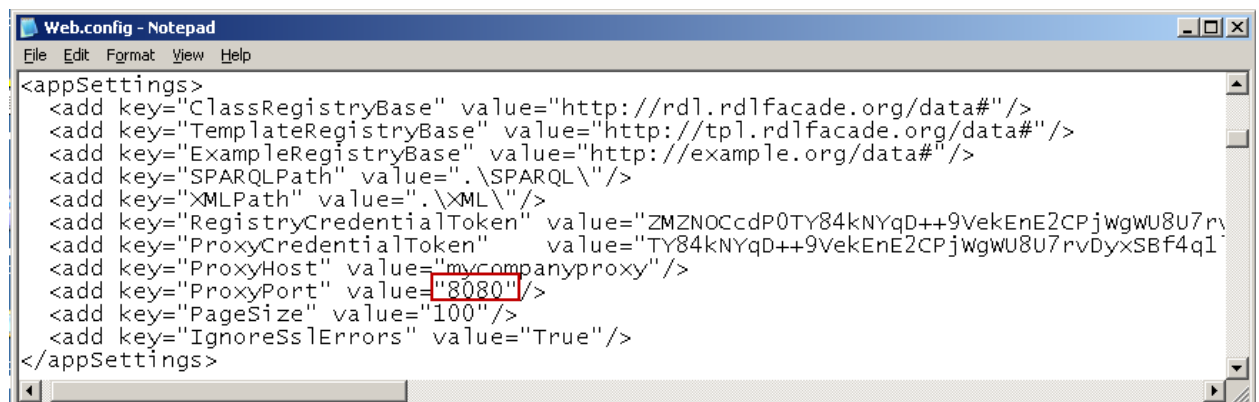 Web.config - Notepad
File Edit Format View Help
<appSettings>
  <add key="ClassRegistryBase" value="http://rdl.rdlfacade.org/data#"/>
  <add key="TemplateRegistryBase" value="http://tpl.rdlfacade.org/data#"/>
  <add key="ExampleRegistryBase" value="http://example.org/data#"/>
  <add key="SPARQLPath" value=".\SPARQL\"/>
  <add key="XMLPath" value=".\XML\"/>
  <add key="RegistryCredentialToken" value="ZMZNOCcdP0TY84kNYqD++9VekEnE2CPjWgWU8U7rv
  <add key="ProxyCredentialToken"    value="TY84kNYqD++9VekEnE2CPjWgWU8U7rvDyxSBf4q1
  <add key="ProxyHost" value="mycompanyproxy"/>
  <add key="ProxyPort" value="8080"/>
  <add key="PageSize" value="100"/>
  <add key="IgnoreSslErrors" value="True"/>
</appSettings>